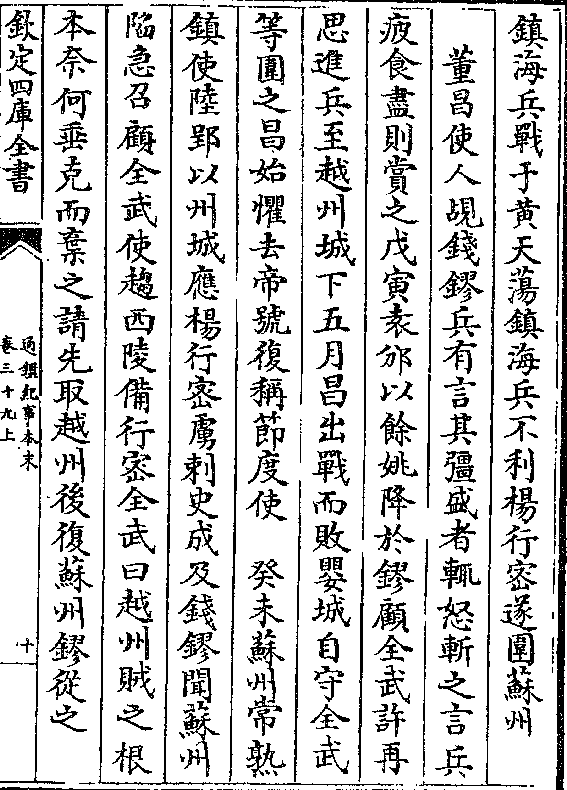 鎮海兵戰于黄天蕩鎮海兵不利楊行密遂圍蘇州
董昌使人覘錢鏐兵有言其彊盛者輒怒斬之言兵
疲食盡則賞之戊寅袁邠以餘姚降於鏐顧全武許再
思進兵至越州城下五月昌出戰而敗嬰城自守全武
等圍之昌始懼去帝號復稱節度使　癸未蘇州常熟
鎮使陸郢以州城應楊行密虜刺史成及錢鏐聞蘇州
陷急召顧全武使趨西陵備行密全武曰越州賊之根
本奈何垂克而棄之請先取越州後復蘇州鏐從之
欽定四庫全書
通鑑紀事本末
卷三十九上
十